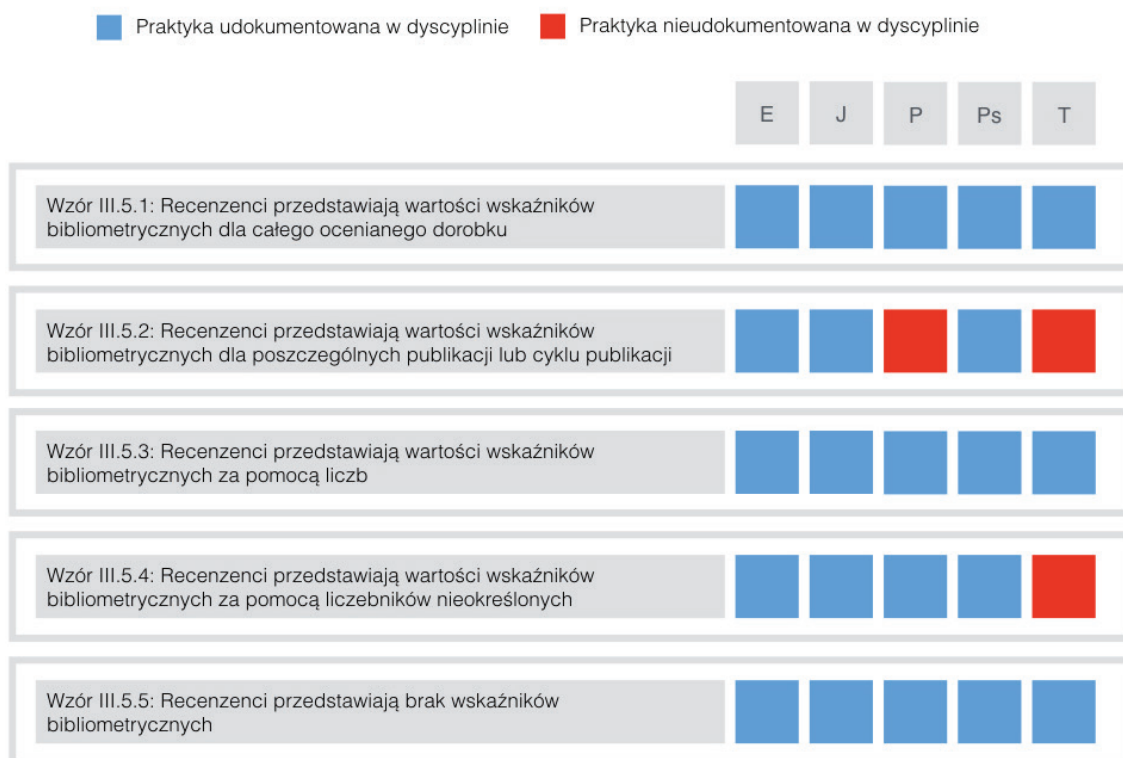 Praktyka udokumentowana w dyscyplinie Praktyka nieudokumentowana w dyscyplinie
E J P Ps T
Wzór III.5.1: Recenzenci przedstawiają wartości wskaźników
bibliometrycznych dla całego ocenianego dorobku
Wzór III.5.2: Recenzenci przedstawiają wartości wskaźników
bibliometrycznych dla poszczególnych publikacji lub cyklu publikacji
Wzór III.5.3: Recenzenci przedstawiają wartości wskaźników
bibliometrycznych za pomocą liczb
Wzór III.5.4: Recenzenci przedstawiają wartości wskaźników
bibliometrycznych za pomocą liczebników nieokreślonych
Wzór III.5.5: Recenzenci przedstawiają brak wskaźników
bibliometrycznych